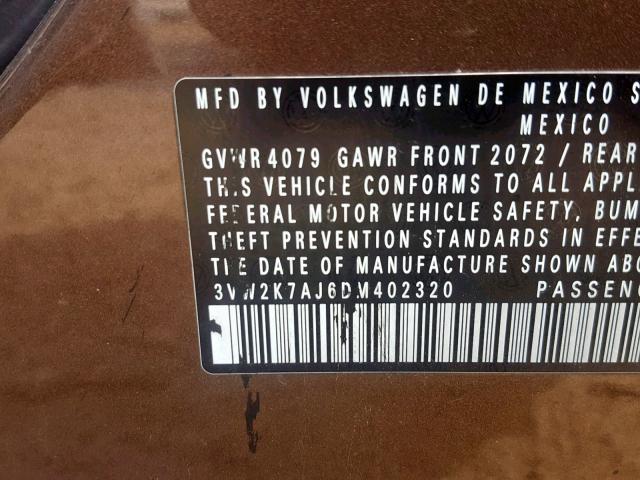 MFD BY VOLKSWAGEN DE MEXICO S
MEXICO
GVWR 4079 GAWR FRONT 2072 / REAR
THIS VEHICLE CONFORMS TO ALL APPL
FEDERAL MOTOR VEHICLE SAFETY, BUM
THEFT PREVENTION STANDARDS IN EFFE
THE DATE OF MANUFACTURE SHOWN ABO
3VW2K7AJ6DM402320 PASSENG